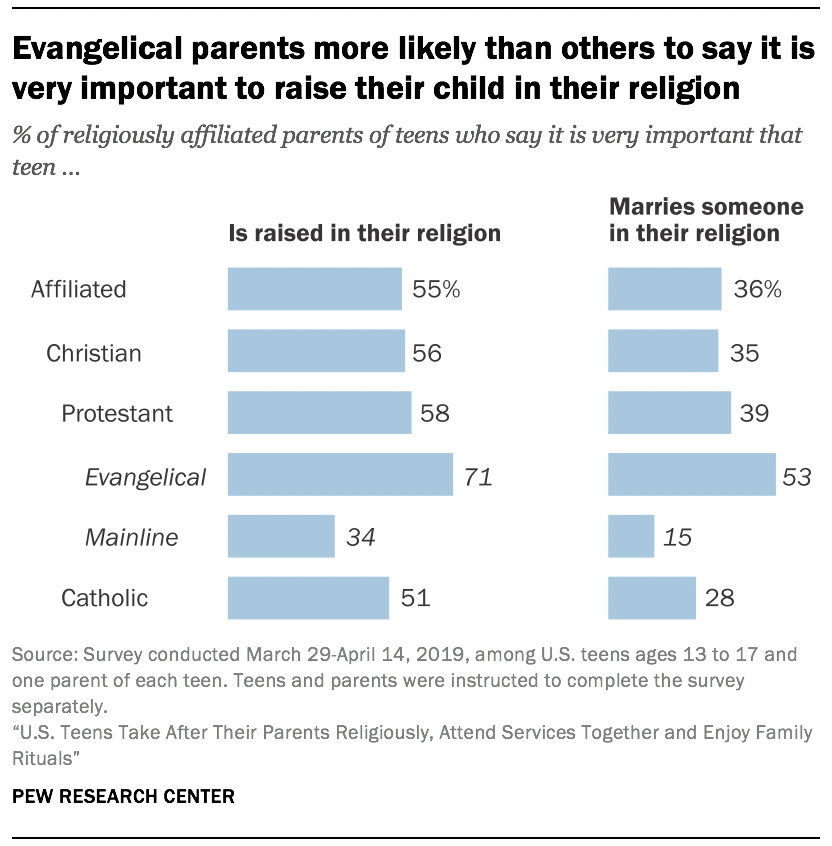 Evangelical parents more likely than others to say it is
very important to raise their child in their religion
% of religiously affiliated parents of teens who say it is very important that
teen ...
Is raised in their religion
Marries someone
in their religion
Affiliated 55% 36%
Christian 56 35
Protestant 58 39
Evangelical 71 53
Mainline 34 15
Catholic 51 28
Source: Survey conducted March 29-April 14, 2019, among U.S. teens ages 13 to 17 and
one parent of each teen. Teens and parents were instructed to complete the survey
separately.
“U.S. Teens Take After Their Parents Religiously, Attend Services Together and Enjoy Family
Rituals”
PEW RESEARCH CENTER